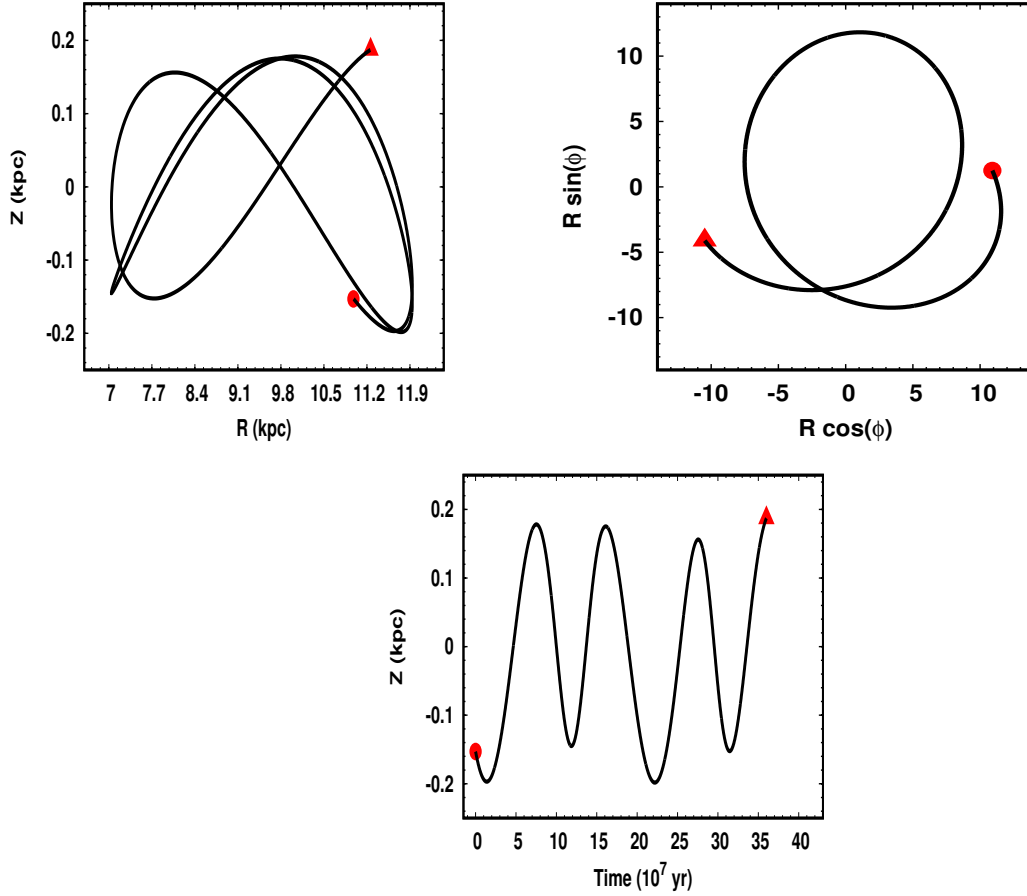 0.2
0.1
0
-0.1
-0.2
Z (kpc)
7 7.7 8.4 9.1 9.8 10.5 11.2 11.9
R (kpc)
10
5
0
-5
-10
R sin(ϕ)
-10 -5 0 5 10
R cos(ϕ)
0.2
0.1
0
-0.1
-0.2
Z (kpc)
0 5 10 15 20 25 30 35 40
Time (10⁷ yr)